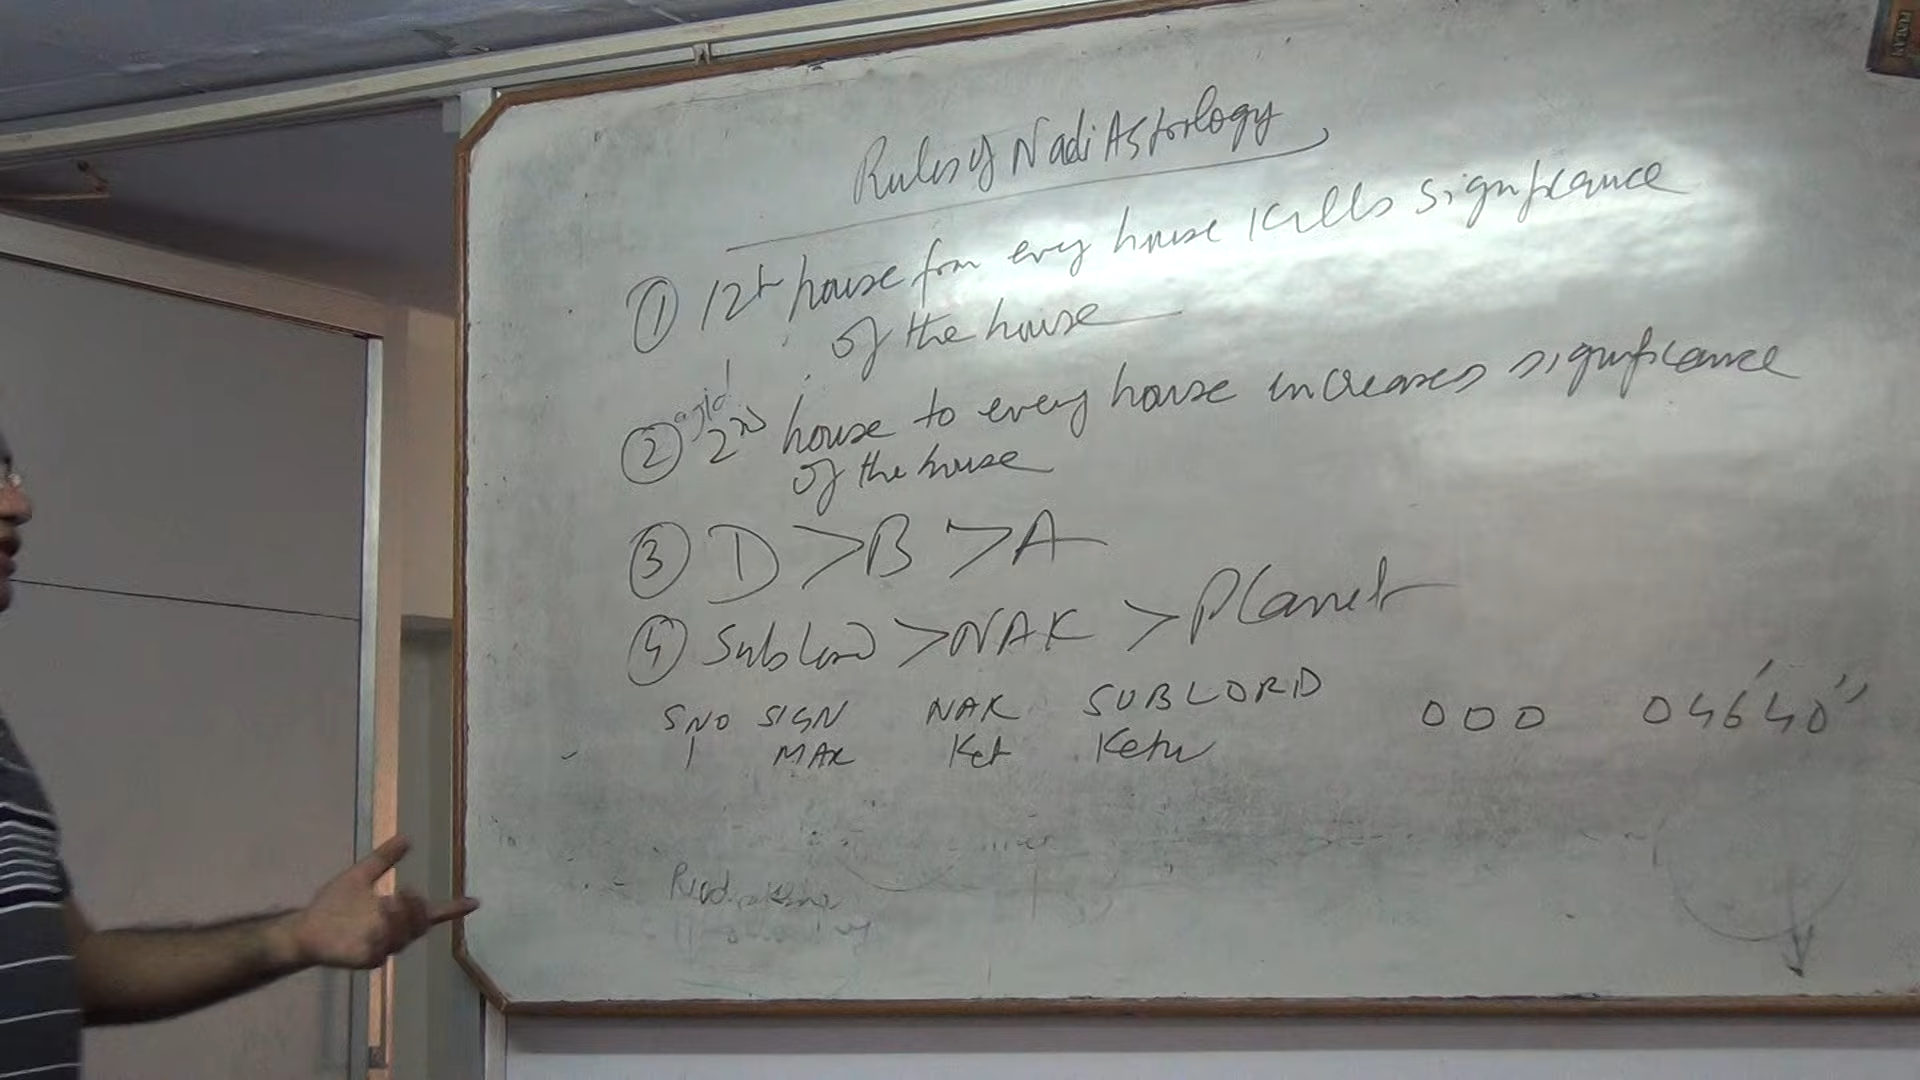 Rules of Nadi Astorlogy
① 12th house from every house kills significance
of the house
② 2nd house to every house increases significance
of the house
③ D > B > A
④ Sublord > NAK > Planet
SNO SIGN NAK SUBLORD 000 04640"
1 MAR Ket Ketu